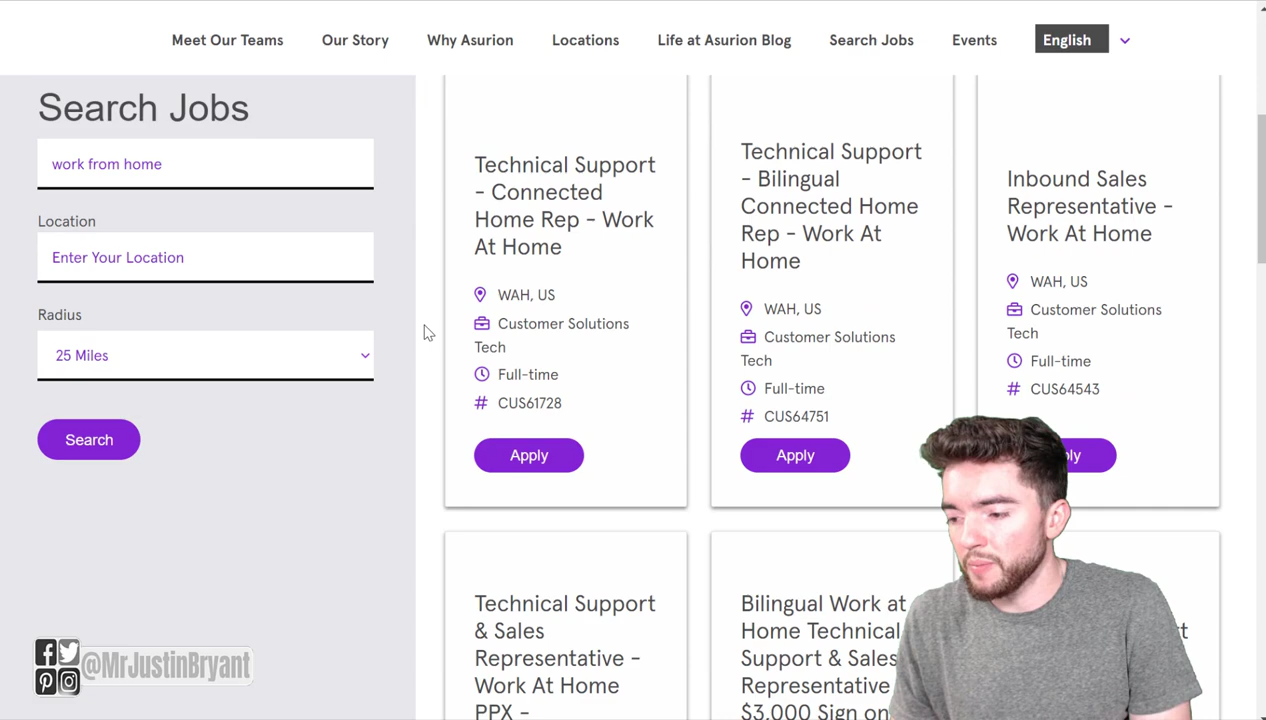 Meet Our Teams Our Story Why Asurion Locations Life at Asurion Blog Search Jobs Events English
Search Jobs
work from home
Location
Enter Your Location
Radius
25 Miles
Search
Technical Support
- Connected
Home Rep - Work
At Home
WAH, US
Customer Solutions
Tech
Full-time
# CUS61728
Apply
Technical Support
- Bilingual
Connected Home
Rep - Work At
Home
WAH, US
Customer Solutions
Tech
Full-time
# CUS64751
Apply
Inbound Sales
Representative -
Work At Home
WAH, US
Customer Solutions
Tech
Full-time
# CUS64543
Technical Support
& Sales
Representative -
Work At Home
PPX -
Bilingual Work at
Home Technical
Support & Sales
Representative
$3,000 Sign on
@MrJustinBryant